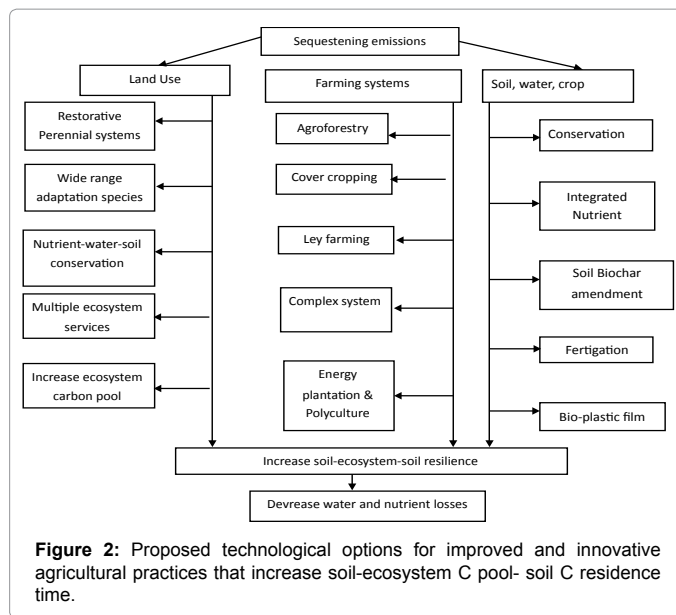 Sequestening emissions
Land Use
Farming systems
Soil, water, crop
Restorative
Perennial systems
Wide range
adaptation species
Nutrient-water-soil
conservation
Multiple ecosystem
services
Increase ecosystem
carbon pool
Agroforestry
Cover cropping
Ley farming
Complex system
Energy
plantation &
Polyculture
Conservation
Integrated
Nutrient
Soil Biochar
amendment
Fertigation
Bio-plastic film
Increase soil-ecosystem-soil resilience
Devrease water and nutrient losses
Figure 2: Proposed technological options for improved and innovative
agricultural practices that increase soil-ecosystem C pool- soil C residence
time.